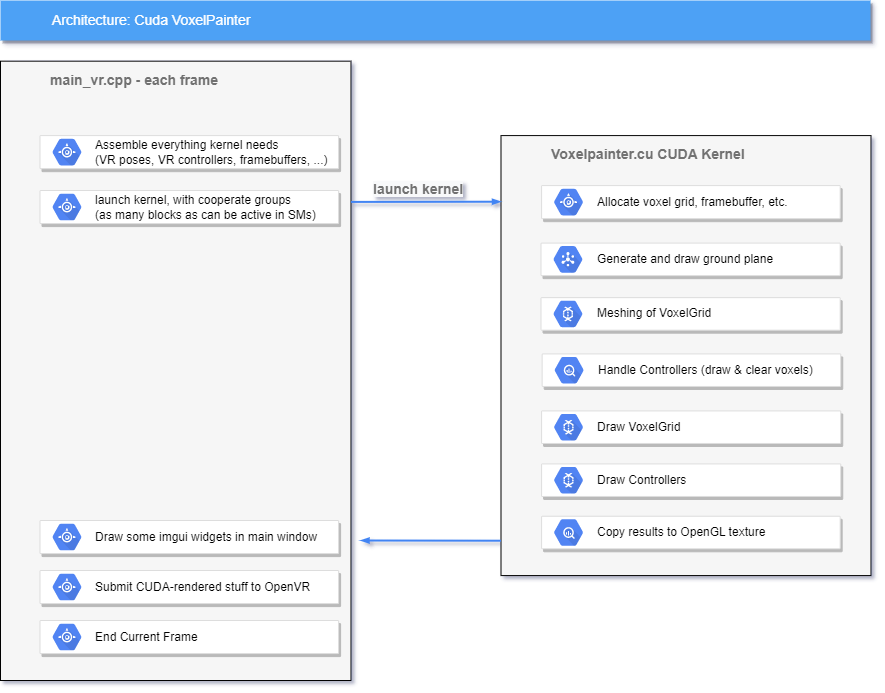 Architecture: Cuda VoxelPainter
main_vr.cpp - each frame
Assemble everything kernel needs
(VR poses, VR controllers, framebuffers, ...)
launch kernel, with cooperate groups
(as many blocks as can be active in SMs)
launch kernel
Voxelpainter.cu CUDA Kernel
Allocate voxel grid, framebuffer, etc.
Generate and draw ground plane
Meshing of VoxelGrid
Handle Controllers (draw & clear voxels)
Draw VoxelGrid
Draw Controllers
Copy results to OpenGL texture
Draw some imgui widgets in main window
Submit CUDA-rendered stuff to OpenVR
End Current Frame